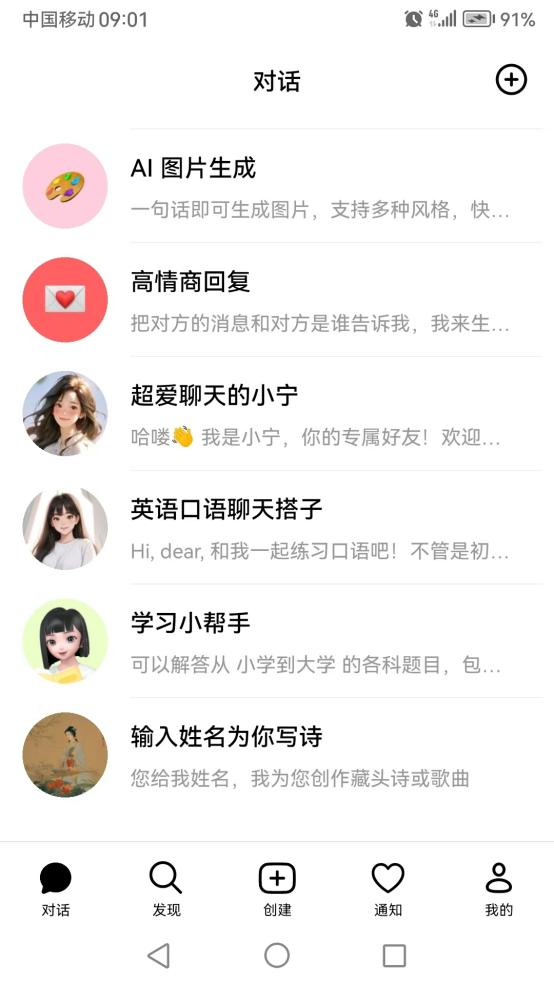 中国移动 09:01 4G 91%
对话
AI 图片生成
一句话即可生成图片，支持多种风格，快...
高情商回复
把对方的消息和对方是谁告诉我，我来生...
超爱聊天的小宁
哈喽👋 我是小宁，你的专属好友！欢迎...
英语口语聊天搭子
Hi, dear, 和我一起练习口语吧！不管是初...
学习小帮手
可以解答从 小学到大学 的各科题目，包...
输入姓名为你写诗
您给我姓名，我为您创作藏头诗或歌曲
对话 发现 创建 通知 我的